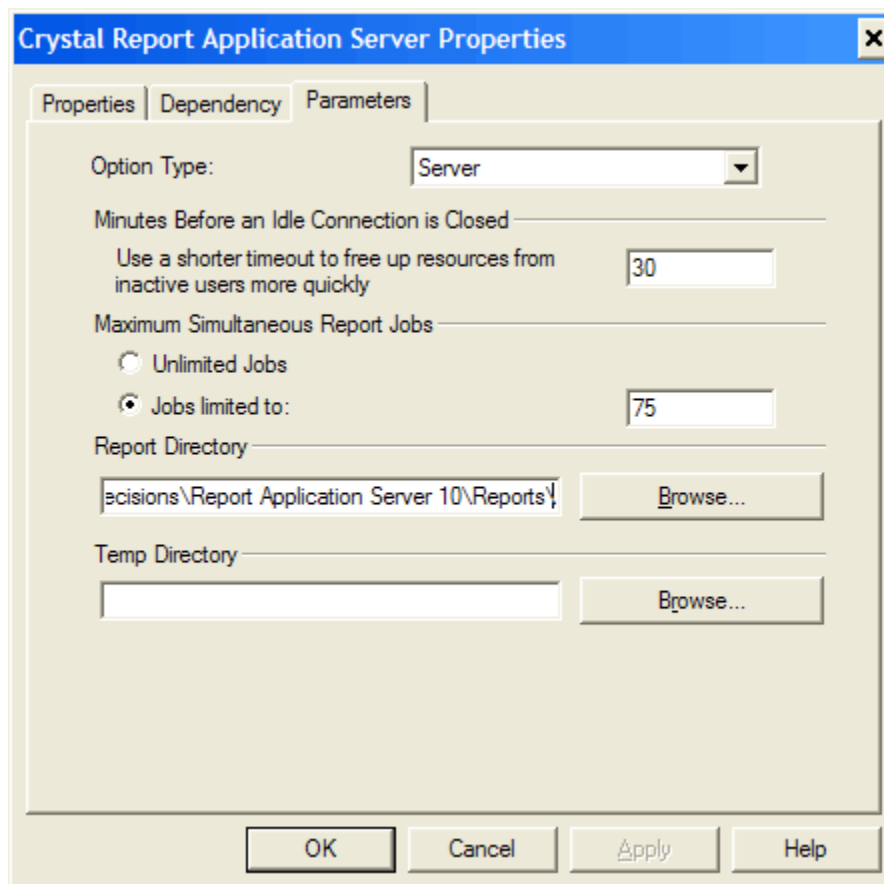 Crystal Report Application Server Properties
Properties Dependency Parameters
Option Type: Server
Minutes Before an Idle Connection is Closed
Use a shorter timeout to free up resources from
inactive users more quickly
30
Maximum Simultaneous Report Jobs
Unlimited Jobs
Jobs limited to: 75
Report Directory
ecisions\Report Application Server 10\Reports\ Browse...
Temp Directory
Browse...
OK Cancel Apply Help